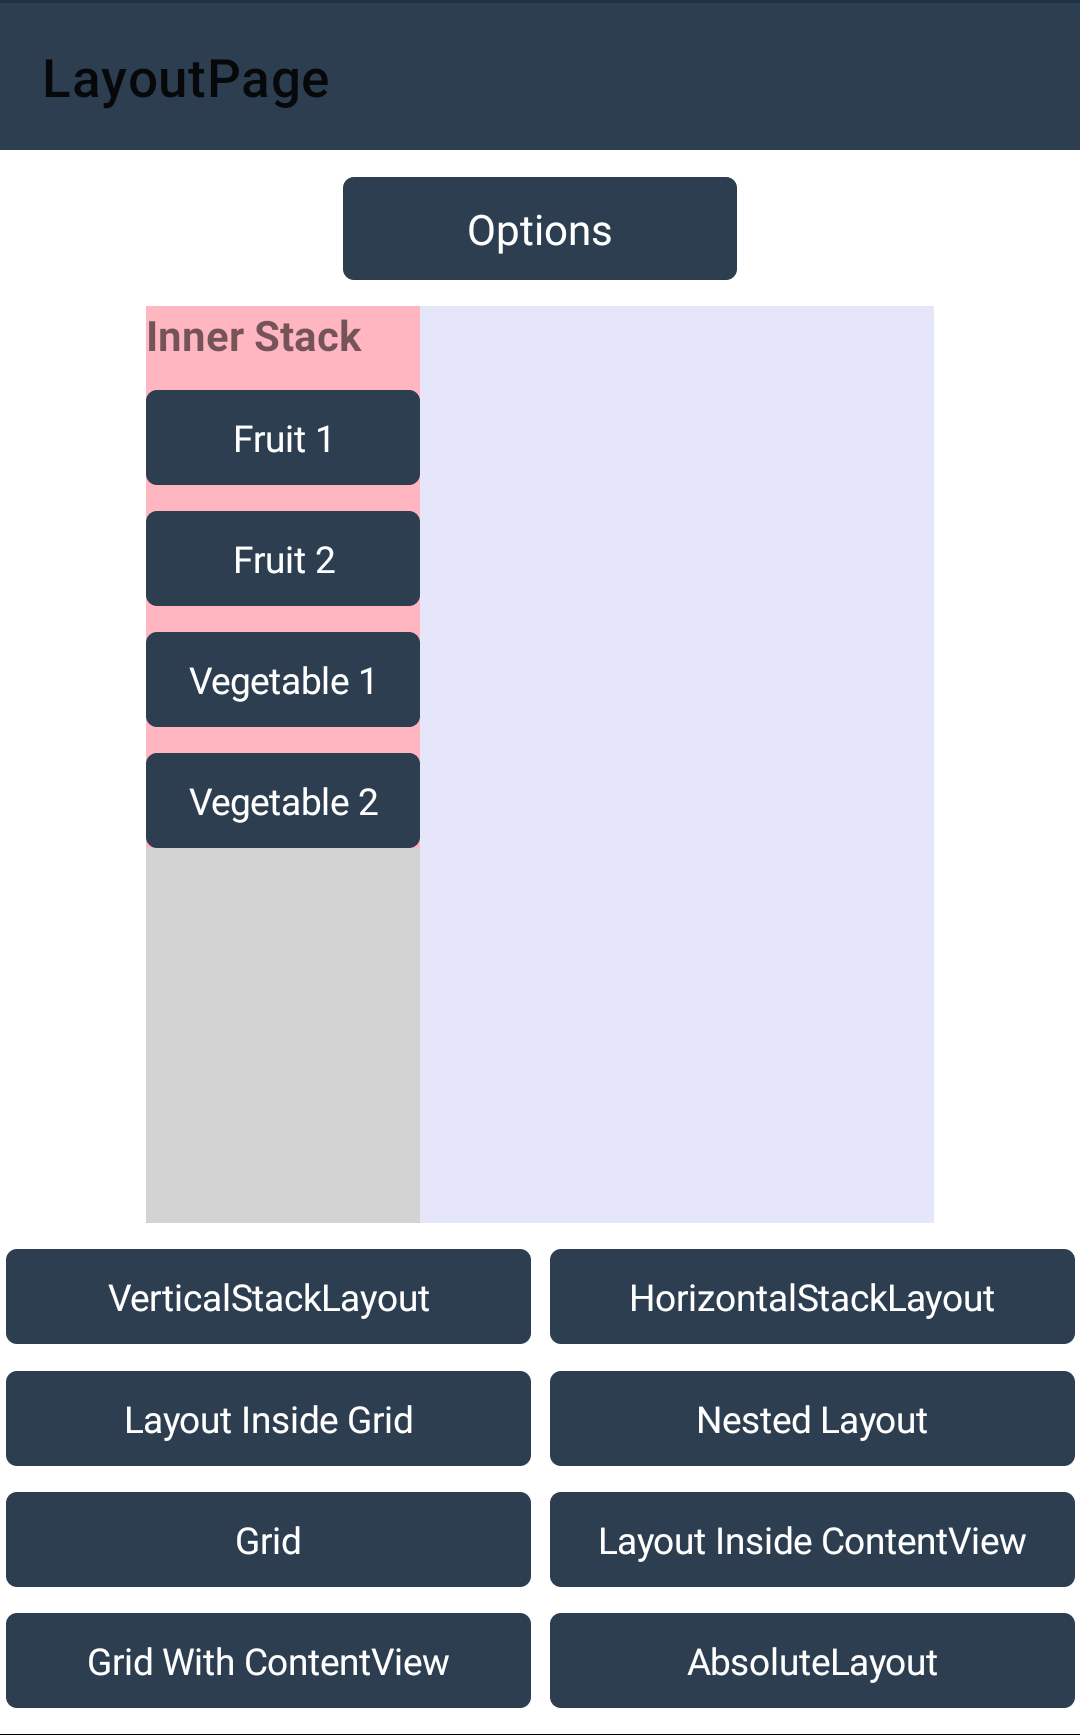 LayoutPage
Options
Inner Stack
Fruit 1
Fruit 2
Vegetable 1
Vegetable 2
VerticalStackLayout
HorizontalStackLayout
Layout Inside Grid
Nested Layout
Grid
Layout Inside ContentView
Grid With ContentView
AbsoluteLayout